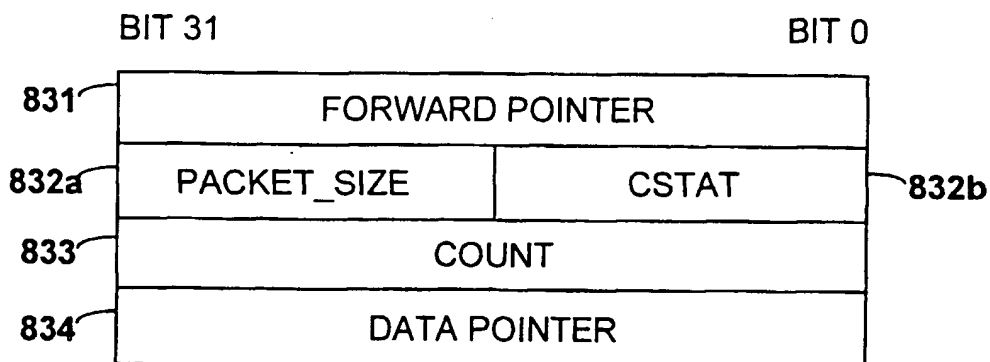 BIT 31 BIT 0
831 FORWARD POINTER
832a PACKET_SIZE CSTAT 832b
833 COUNT
834 DATA POINTER